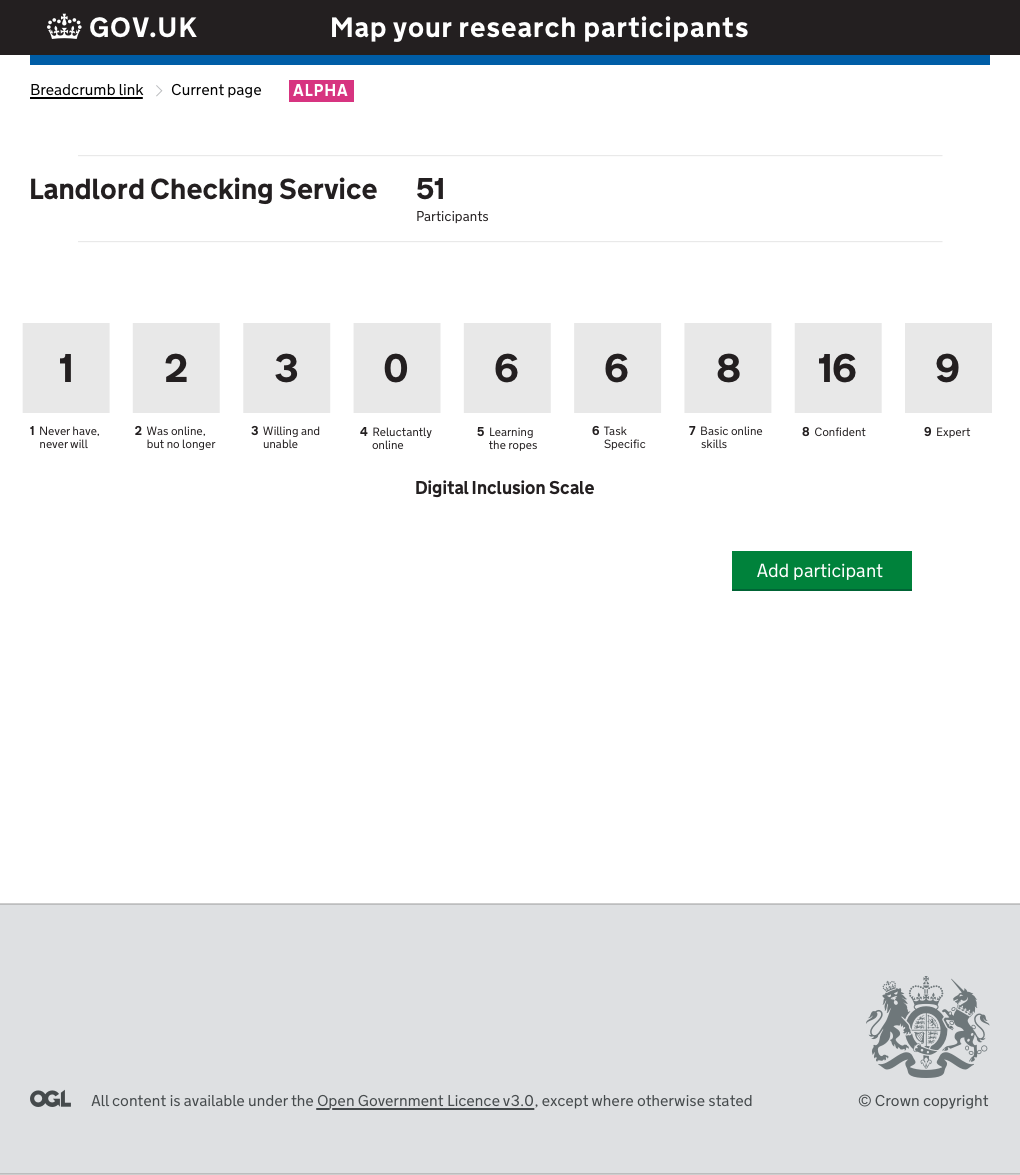 GOV.UK Map your research participants
Breadcrumb link Current page ALPHA
Landlord Checking Service 51
Participants
1 2 3 0 6 6 8 16 9
1 Never have, never will
2 Was online, but no longer
3 Willing and unable
4 Reluctantly online
5 Learning the ropes
6 Task Specific
7 Basic online skills
8 Confident
9 Expert
Digital Inclusion Scale
Add participant
OGL All content is available under the Open Government Licence v3.0, except where otherwise stated
© Crown copyright